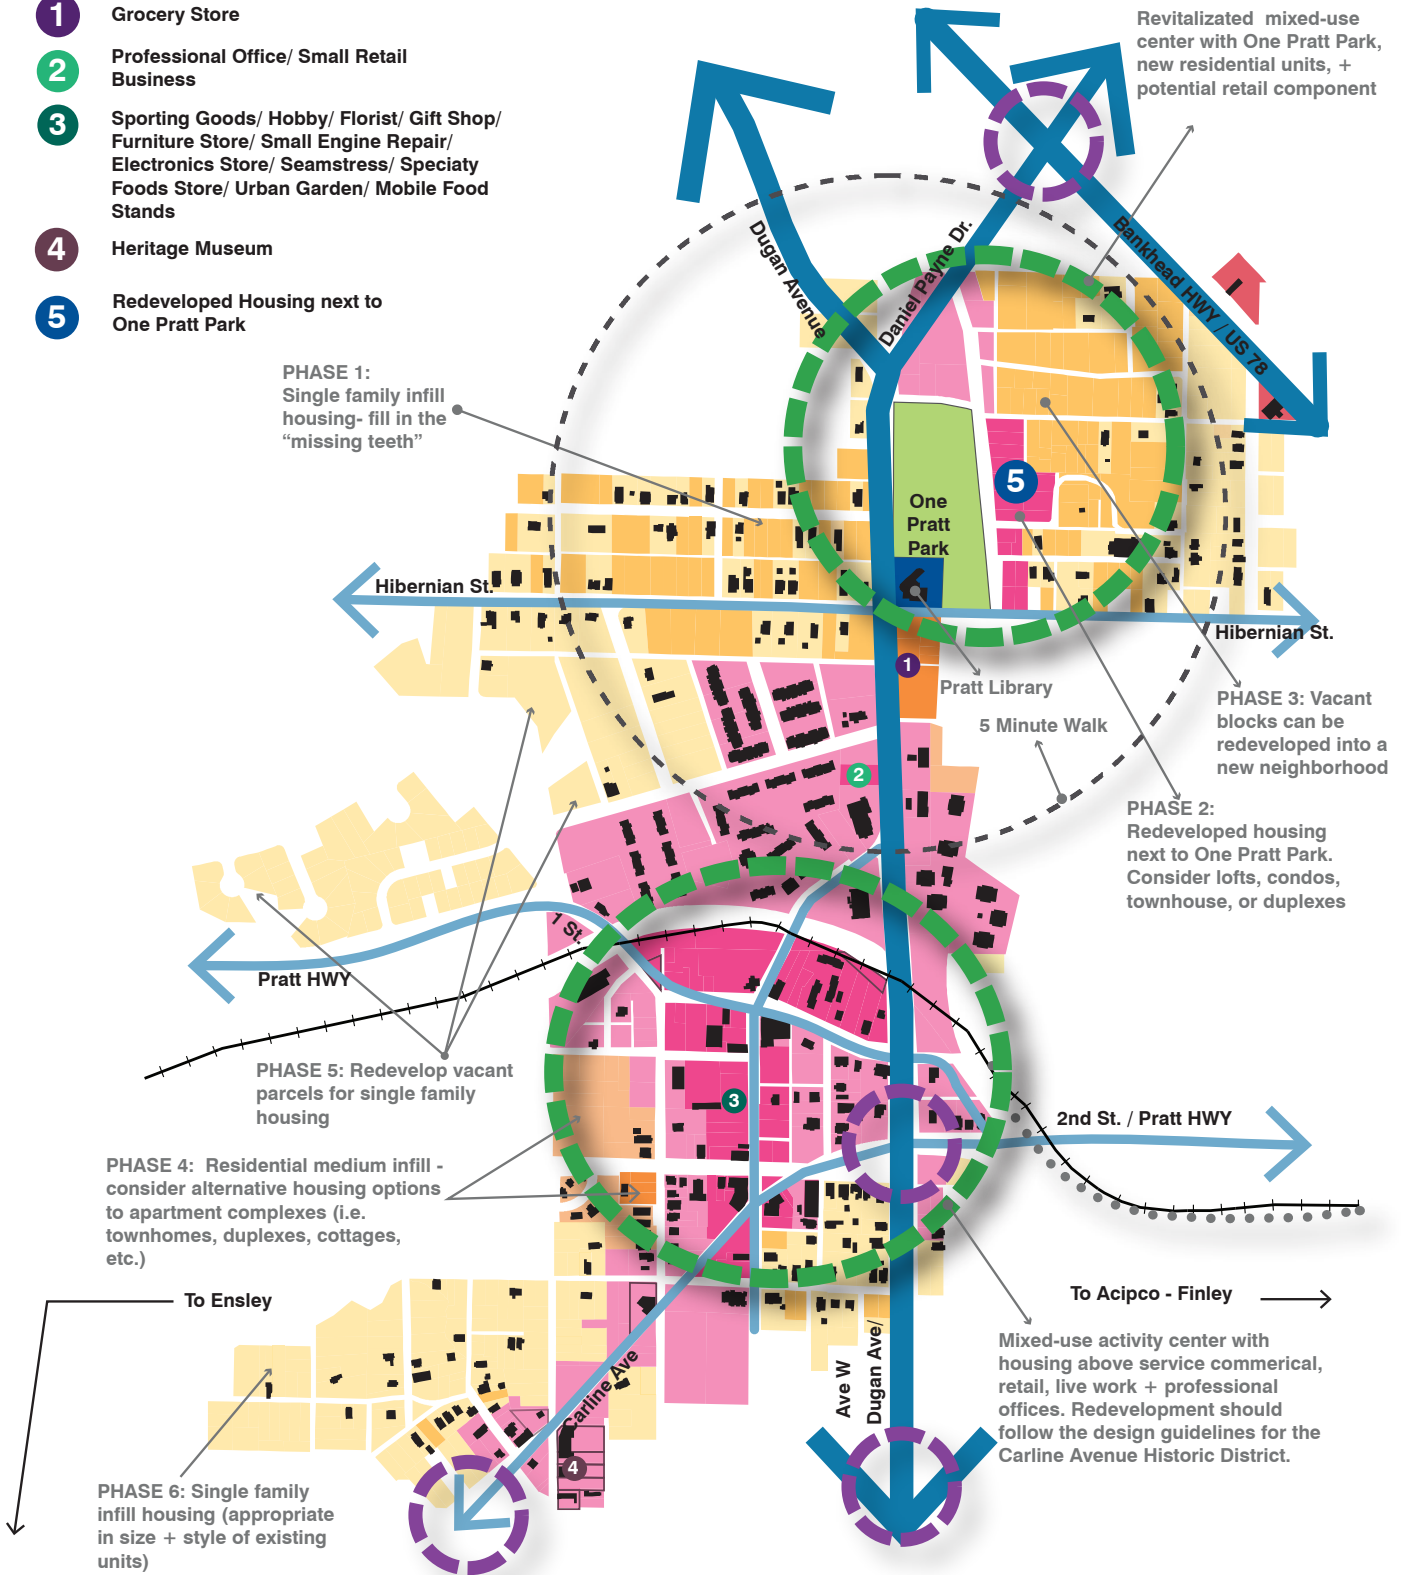 1
Grocery Store
2
Professional Office/ Small Retail
Business
3
Sporting Goods/ Hobby/ Florist/ Gift Shop/
Furniture Store/ Small Engine Repair/
Electronics Store/ Seamstress/ Speciaty
Foods Store/ Urban Garden/ Mobile Food
Stands
4
Heritage Museum
5
Redeveloped Housing next to
One Pratt Park
Revitalizated mixed-use
center with One Pratt Park,
new residential units, +
potential retail component
Dugan Avenue
Daniel Payne Dr.
Bankhead HWY / US 78
PHASE 1:
Single family infill
housing- fill in the
“missing teeth”
5
One
Pratt
Park
Hibernian St.
Hibernian St.
1
Pratt Library
5 Minute Walk
PHASE 3: Vacant
blocks can be
redeveloped into a
new neighborhood
2
PHASE 2:
Redeveloped housing
next to One Pratt Park.
Consider lofts, condos,
townhouse, or duplexes
1 St.
Pratt HWY
PHASE 5: Redevelop vacant
parcels for single family
housing
3
2nd St. / Pratt HWY
PHASE 4: Residential medium infill -
consider alternative housing options
to apartment complexes (i.e.
townhomes, duplexes, cottages,
etc.)
To Ensley
To Acipco - Finley
Mixed-use activity center with
housing above service commerical,
retail, live work + professional
offices. Redevelopment should
follow the design guidelines for the
Carline Avenue Historic District.
Ave W
Dugan Ave/
Carline Ave
4
PHASE 6: Single family
infill housing (appropriate
in size + style of existing
units)